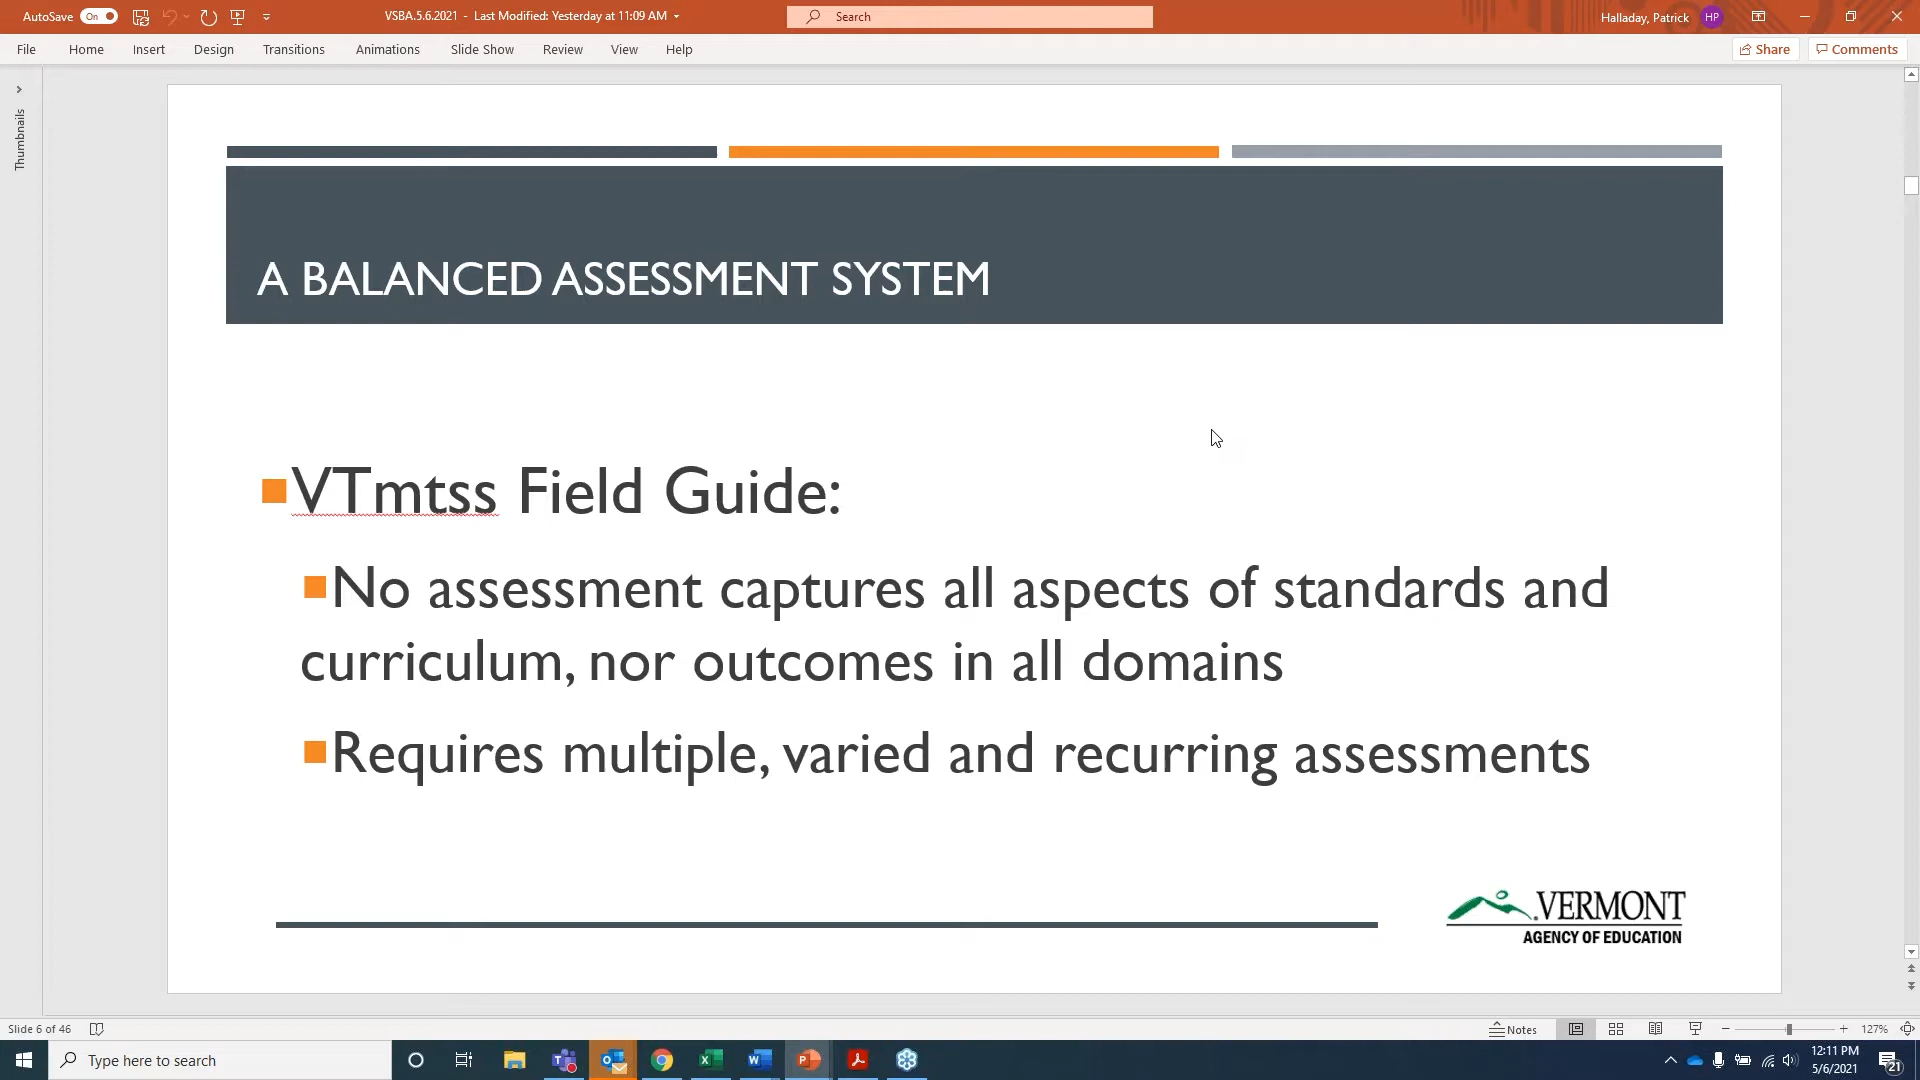 AutoSave On VSBA.5.6.2021 - Last Modified: Yesterday at 11:09 AM Search Halladay, Patrick HP
File Home Insert Design Transitions Animations Slide Show Review View Help Share Comments
Thumbnails
A BALANCED ASSESSMENT SYSTEM
VTmtss Field Guide:
No assessment captures all aspects of standards and
curriculum, nor outcomes in all domains
Requires multiple, varied and recurring assessments
VERMONT
AGENCY OF EDUCATION
Slide 6 of 46 Notes 127%
Type here to search 12:11 PM
5/6/2021 21